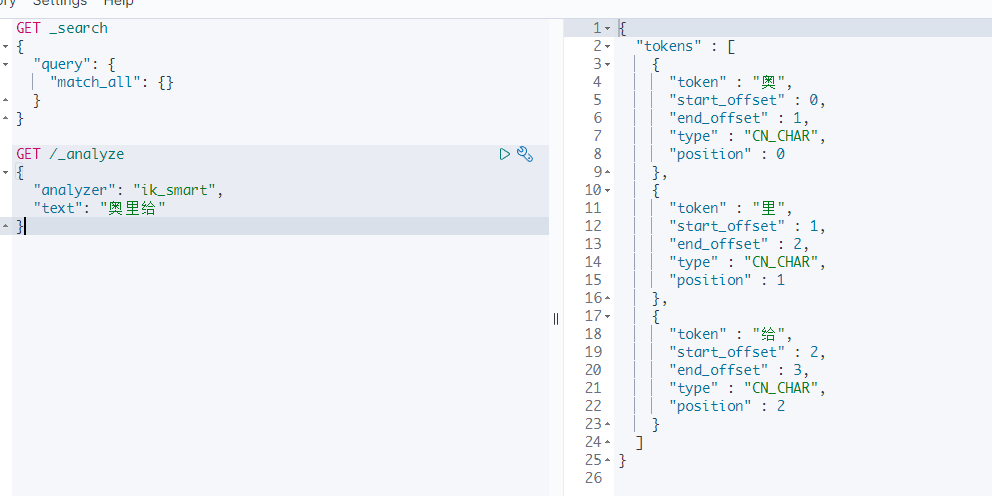 Settings Help
GET _search
{
"query": {
"match_all": {}
}
}
GET /_analyze
{
"analyzer": "ik_smart",
"text": "奥里给"
}
1 {
2 "tokens" : [
3 {
4 "token" : "奥",
5 "start_offset" : 0,
6 "end_offset" : 1,
7 "type" : "CN_CHAR",
8 "position" : 0
9 },
10 {
11 "token" : "里",
12 "start_offset" : 1,
13 "end_offset" : 2,
14 "type" : "CN_CHAR",
15 "position" : 1
16 },
17 {
18 "token" : "给",
19 "start_offset" : 2,
20 "end_offset" : 3,
21 "type" : "CN_CHAR",
22 "position" : 2
23 }
24 ]
25 }
26